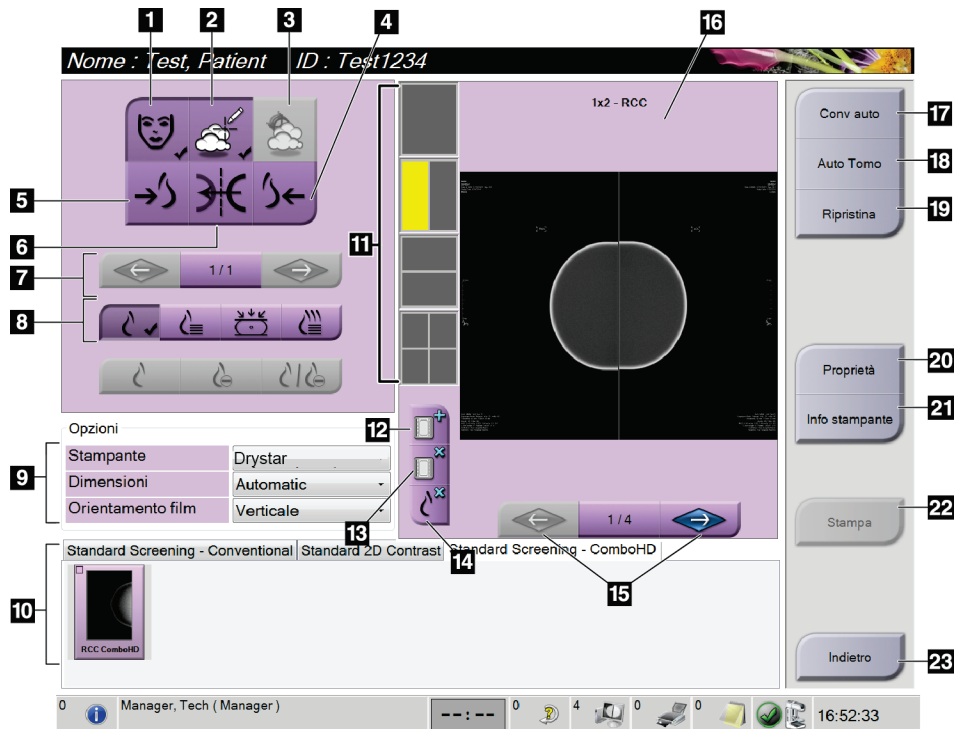 1
2
3
4
16
Nome : Test, Patient ID : Test1234
1x2 - RCC
Conv auto
17
Auto Tomo
18
Ripristina
19
5
6
11
7
1/1
8
Proprietà
20
Info stampante
21
Opzioni
12
9
Stampante
Drystar
Dimensioni
Automatic
Orientamento film
Verticale
13
14
1/4
15
Stampa
22
10
Standard Screening - Conventional
Standard 2D Contrast
Standard Screening - ComboHD
RCC ComboHD
Indietro
23
0
Manager, Tech ( Manager )
--:--
0
4
0
0
16:52:33